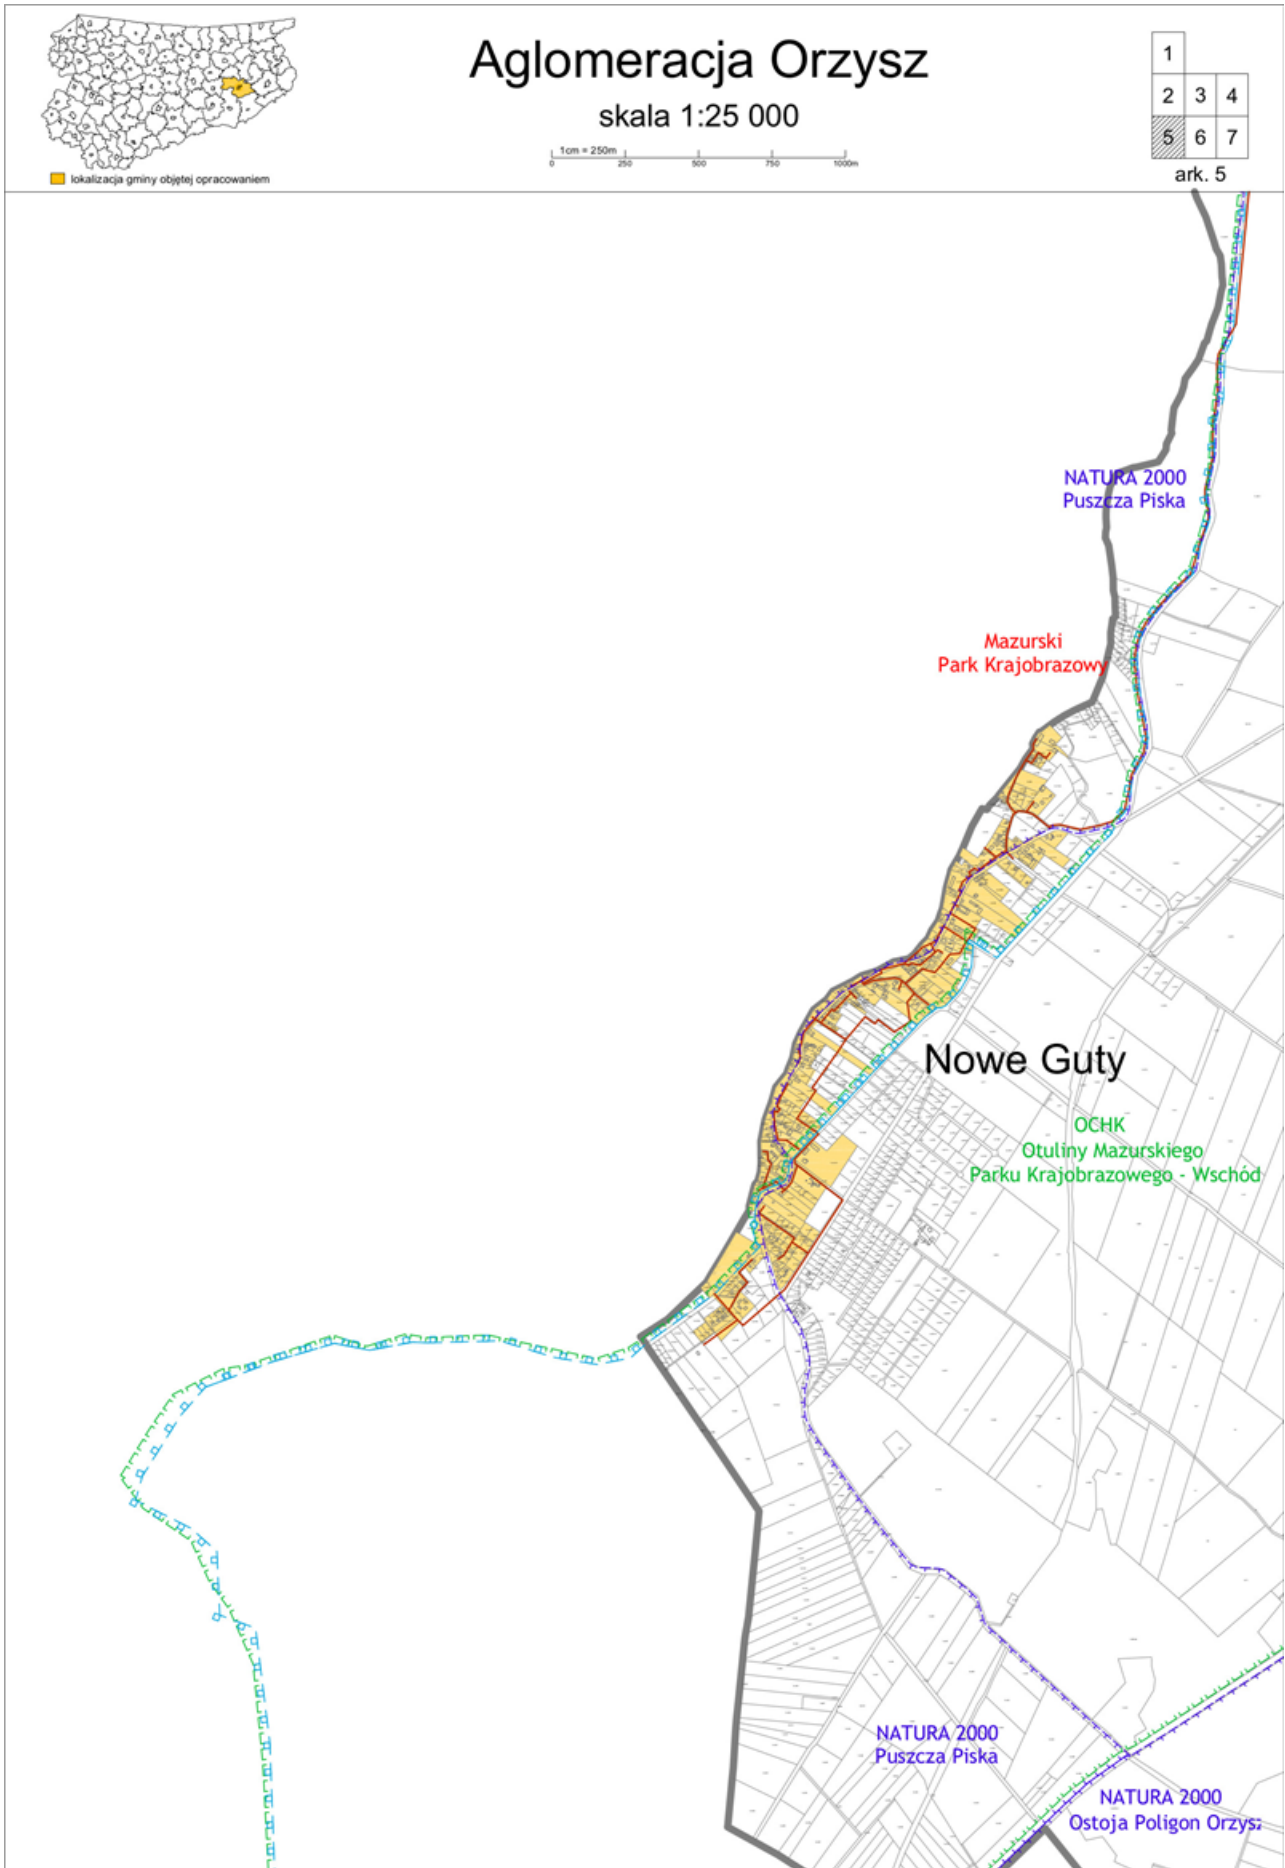 Aglomeracja Orzysz
skala 1:25 000
1cm = 250m
0 250 500 750 1000m
lokalizacja gminy objętej opracowaniem
1
2 3 4
5 6 7
ark. 5
NATURA 2000
Puszcza Piska
Mazurski
Park Krajobrazowy
Nowe Guty
OCHK
Otuliny Mazurskiego
Parku Krajobrazowego - Wschód
NATURA 2000
Puszcza Piska
NATURA 2000
Ostoja Poligon Orzysz